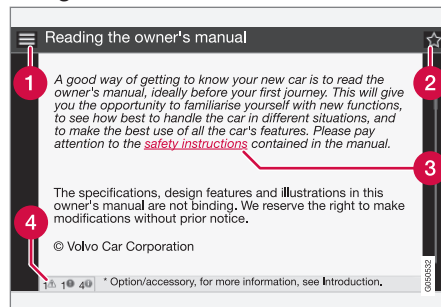 Reading the owner's manual
1
2
A good way of getting to know your new car is to read the
owner's manual, ideally before your first journey. This will give
you the opportunity to familiarise yourself with new functions,
to see how best to handle the car in different situations, and
to make the best use of all the car's features. Please pay
attention to the safety instructions contained in the manual.
3
The specifications, design features and illustrations in this
owner's manual are not binding. We reserve the right to make
modifications without prior notice.
4
© Volvo Car Corporation
1 1 4 * Option/accessory, for more information, see Introduction.
G050532